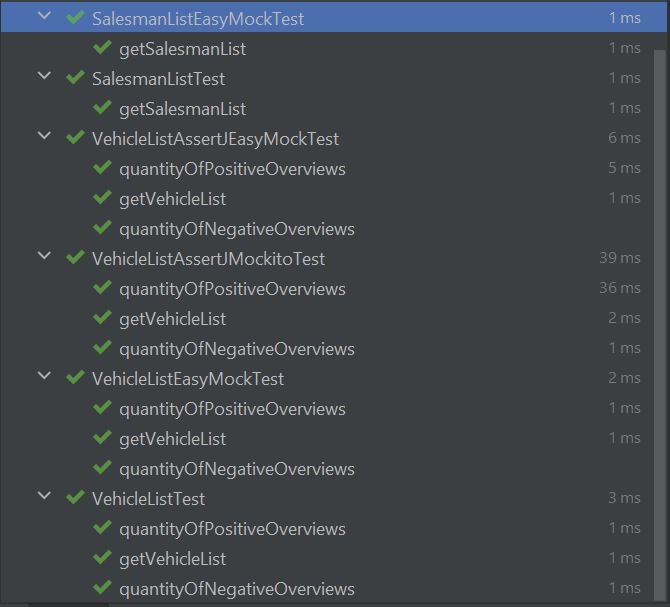 SalesmanListEasyMockTest 1 ms
getSalesmanList 1 ms
SalesmanListTest 1 ms
getSalesmanList 1 ms
VehicleListAssertJEasyMockTest 6 ms
quantityOfPositiveOverviews 5 ms
getVehicleList 1 ms
quantityOfNegativeOverviews
VehicleListAssertJMockitoTest 39 ms
quantityOfPositiveOverviews 36 ms
getVehicleList 2 ms
quantityOfNegativeOverviews 1 ms
VehicleListEasyMockTest 2 ms
quantityOfPositiveOverviews 1 ms
getVehicleList 1 ms
quantityOfNegativeOverviews
VehicleListTest 3 ms
quantityOfPositiveOverviews 1 ms
getVehicleList 1 ms
quantityOfNegativeOverviews 1 ms